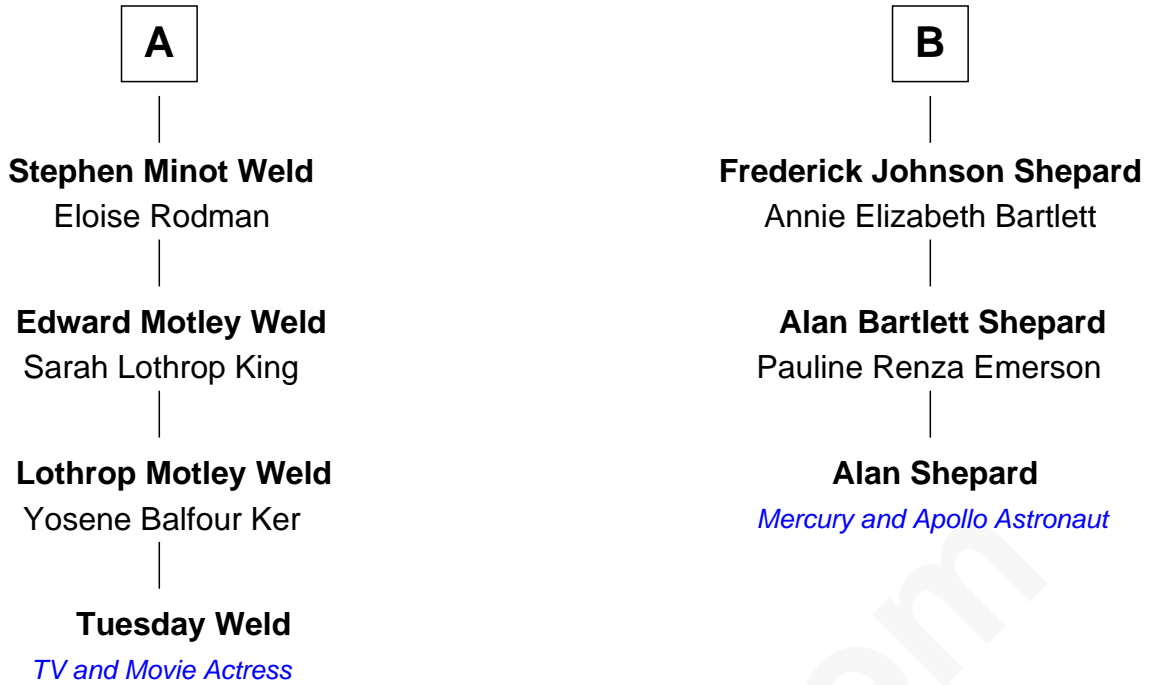 A
Stephen Minot Weld
Eloise Rodman
Edward Motley Weld
Sarah Lothrop King
Lothrop Motley Weld
Yosene Balfour Ker
Tuesday Weld
TV and Movie Actress
B
Frederick Johnson Shepard
Annie Elizabeth Bartlett
Alan Bartlett Shepard
Pauline Renza Emerson
Alan Shepard
Mercury and Apollo Astronaut
om